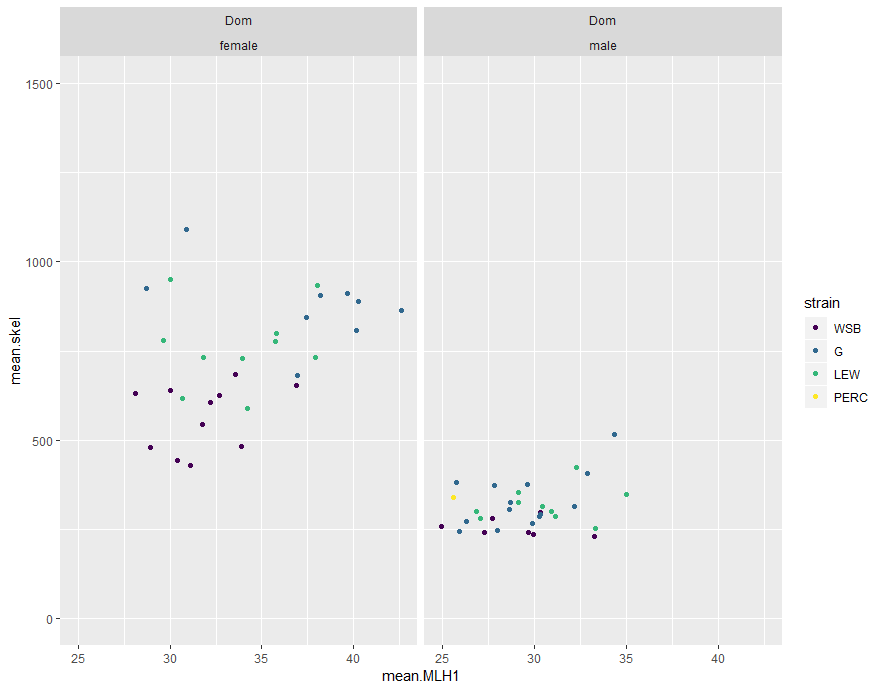 Dom
female
Dom
male
1500
1000
500
0
mean.skel
25
30
35
40
25
30
35
40
mean.MLH1
strain
WSB
G
LEW
PERC